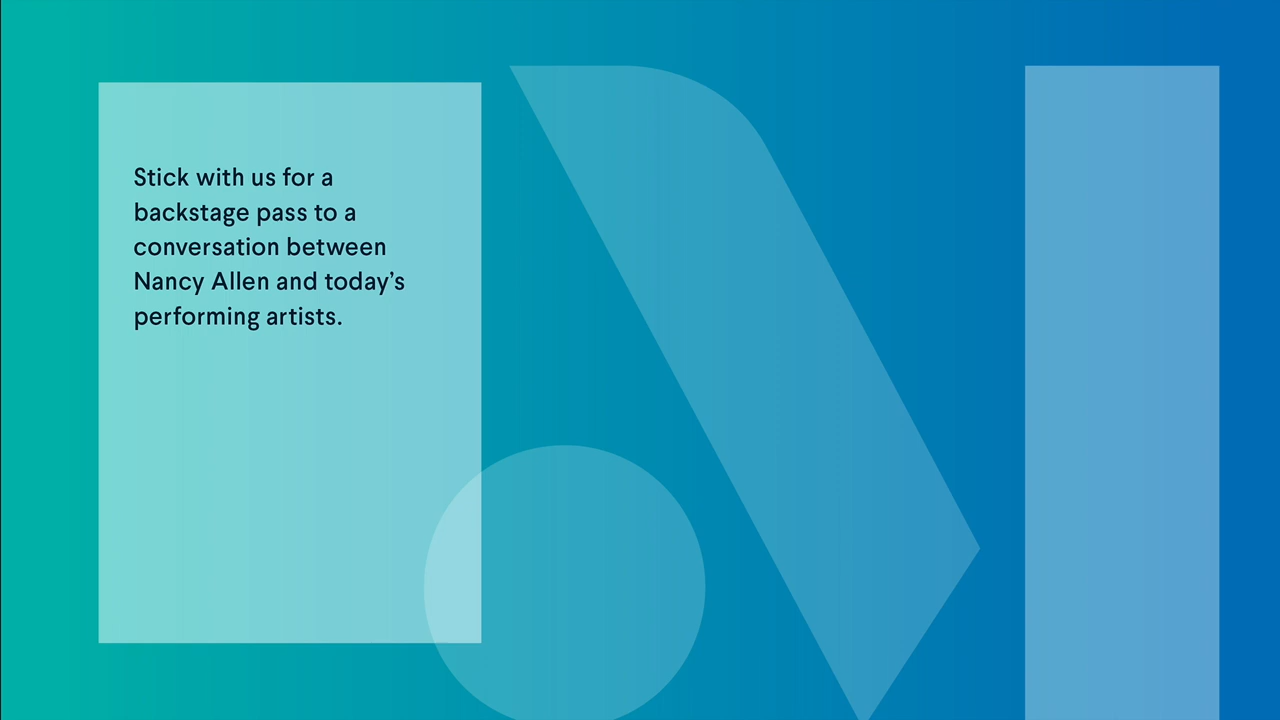 Stick with us for a
backstage pass to a
conversation between
Nancy Allen and today’s
performing artists.